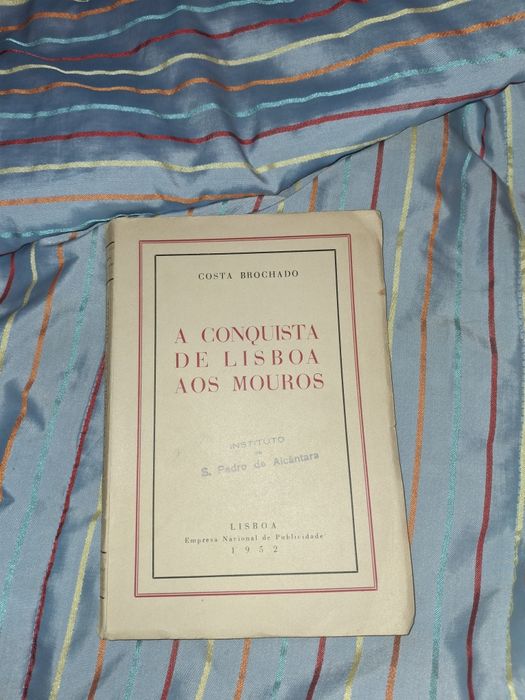 COSTA BROCHADO
A CONQUISTA
DE LISBOA
AOS MOUROS
INSTITUTO
DE
S. Pedro de Alcântara
LISBOA
Empresa Nacional de Publicidade
1952